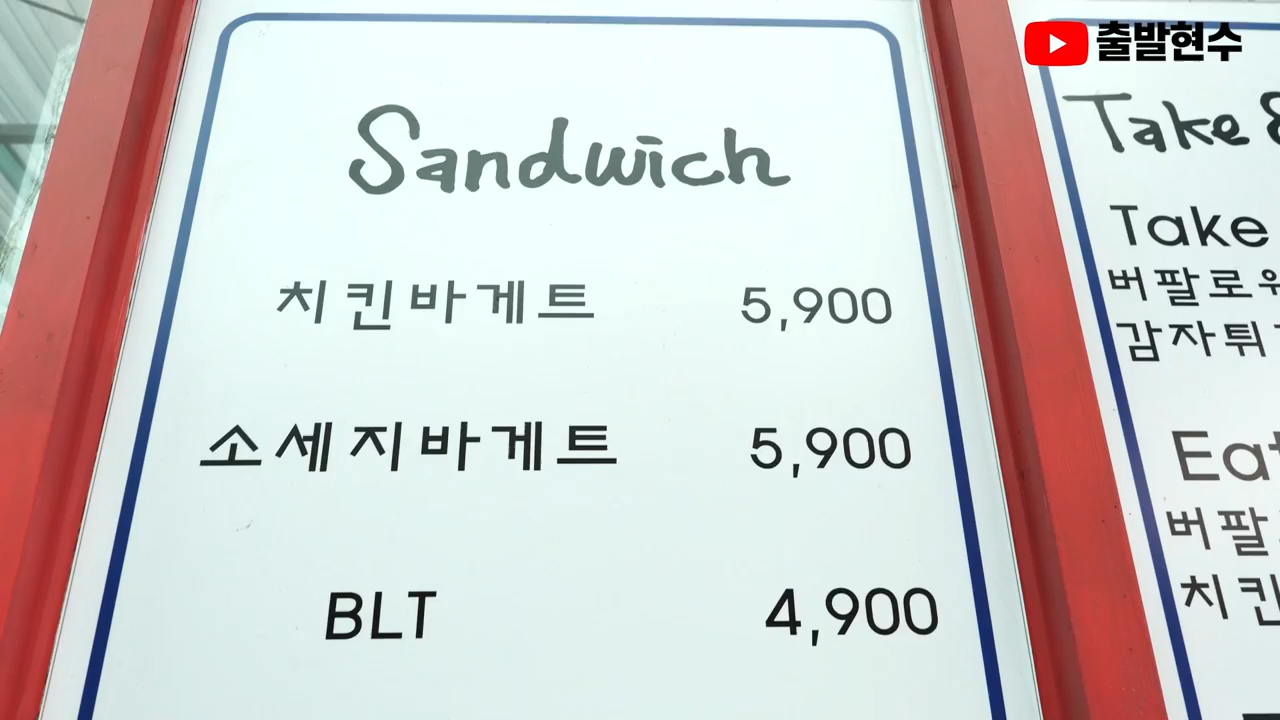 출발현수
Sandwich
치킨바게트 5,900
소세지바게트 5,900
BLT 4,900
Take
Take
버팔로
감자튀
버팔
치킨